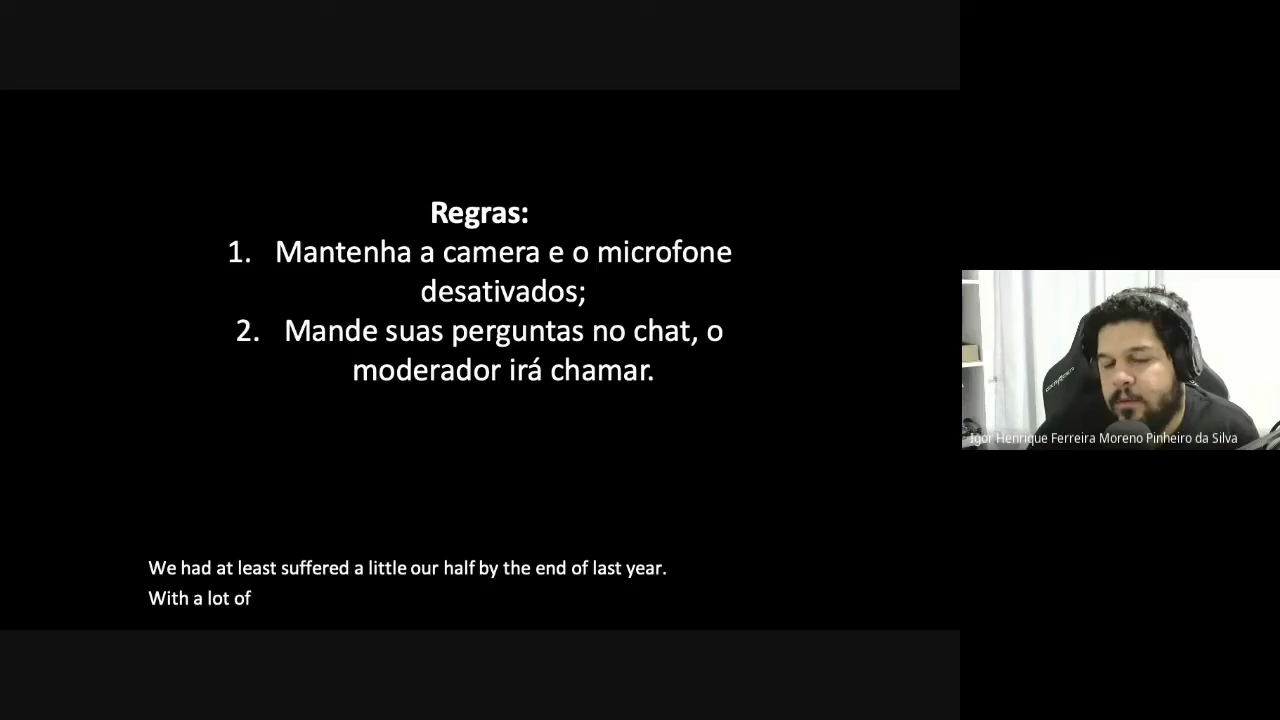 Regras:
1. Mantenha a camera e o microfone
desativados;
2. Mande suas perguntas no chat, o
moderador irá chamar.
Igor Henrique Ferreira Moreno Pinheiro da Silva
We had at least suffered a little our half by the end of last year.
With a lot of